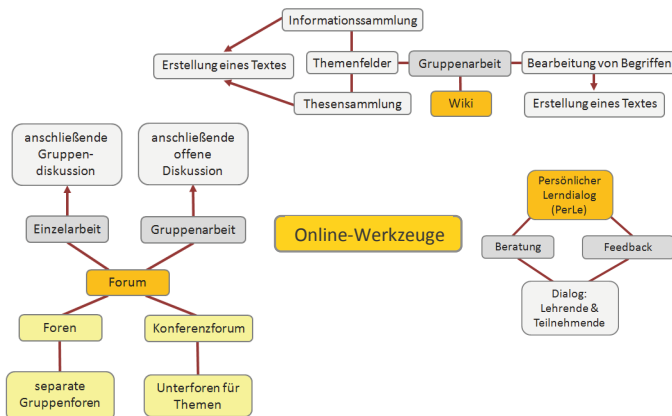 Informationssammlung
Erstellung eines Textes
Themenfelder
Gruppenarbeit
Bearbeitung von Begriffen
Thesensammlung
Wiki
Erstellung eines Textes
anschließende
Gruppen-
diskussion
anschließende
offene
Diskussion
Einzelarbeit
Gruppenarbeit
Online-Werkzeuge
Persönlicher
Lerndialog
(PerLe)
Beratung
Feedback
Dialog:
Lehrende &
Teilnehmende
Forum
Foren
Konferenzforum
separate
Gruppenforen
Unterforen für
Themen